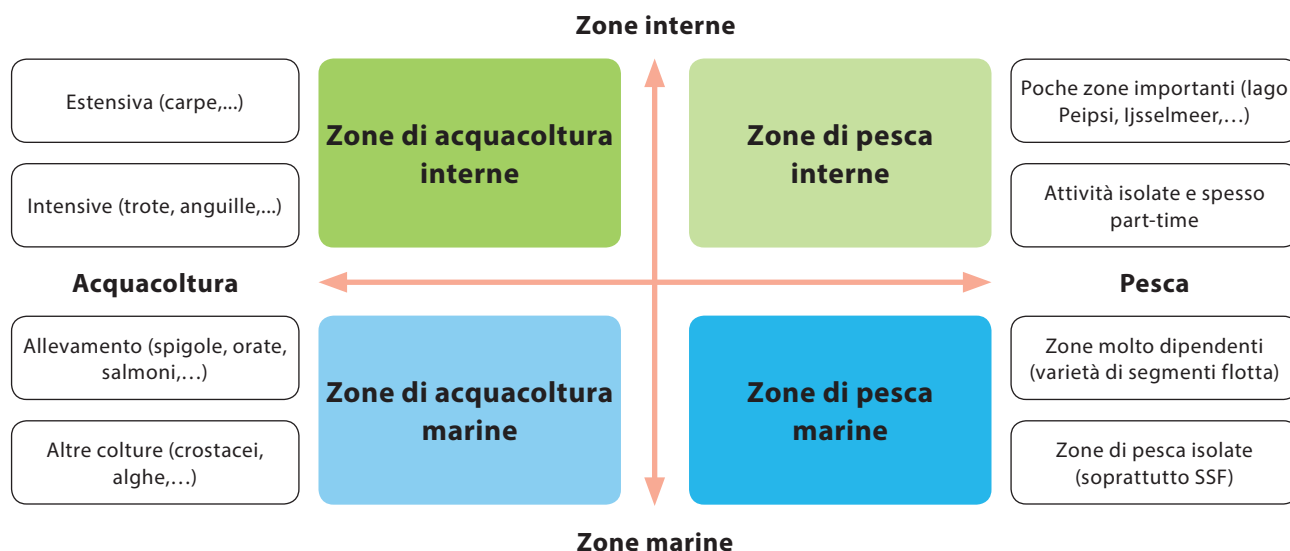 Zone interne
Estensiva (carpe,...)
Intensive (trote, anguille,...)
Zone di acquacoltura
interne
Zone di pesca
interne
Poche zone importanti (lago
Peipsi, Ijsselmeer,…)
Attività isolate e spesso
part-time
Acquacoltura
Pesca
Allevamento (spigole, orate,
salmoni,…)
Altre colture (crostacei,
alghe,…)
Zone di acquacoltura
marine
Zone di pesca
marine
Zone molto dipendenti
(varietà di segmenti flotta)
Zone di pesca isolate
(soprattutto SSF)
Zone marine